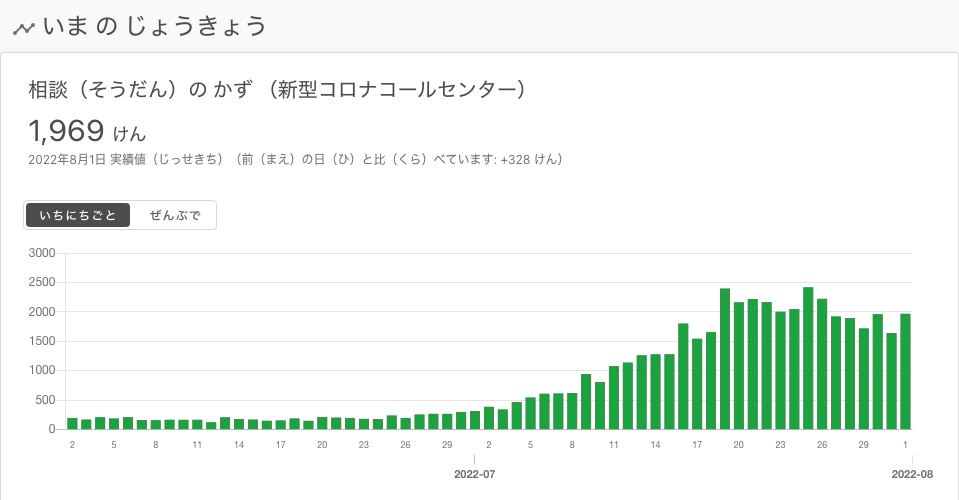 いま の じょうきょう
相談（そうだん）の かず （新型コロナコールセンター）
1,969 けん
2022年8月1日 実績値（じっせきち）（前（まえ）の日（ひ）と比（くら）べています: +328 けん）
いちにちごと ぜんぶで
3000
2500
2000
1500
1000
500
0
2 5 8 11 14 17 20 23 26 29 2 5 8 11 14 17 20 23 26 29 1
2022-07 2022-08